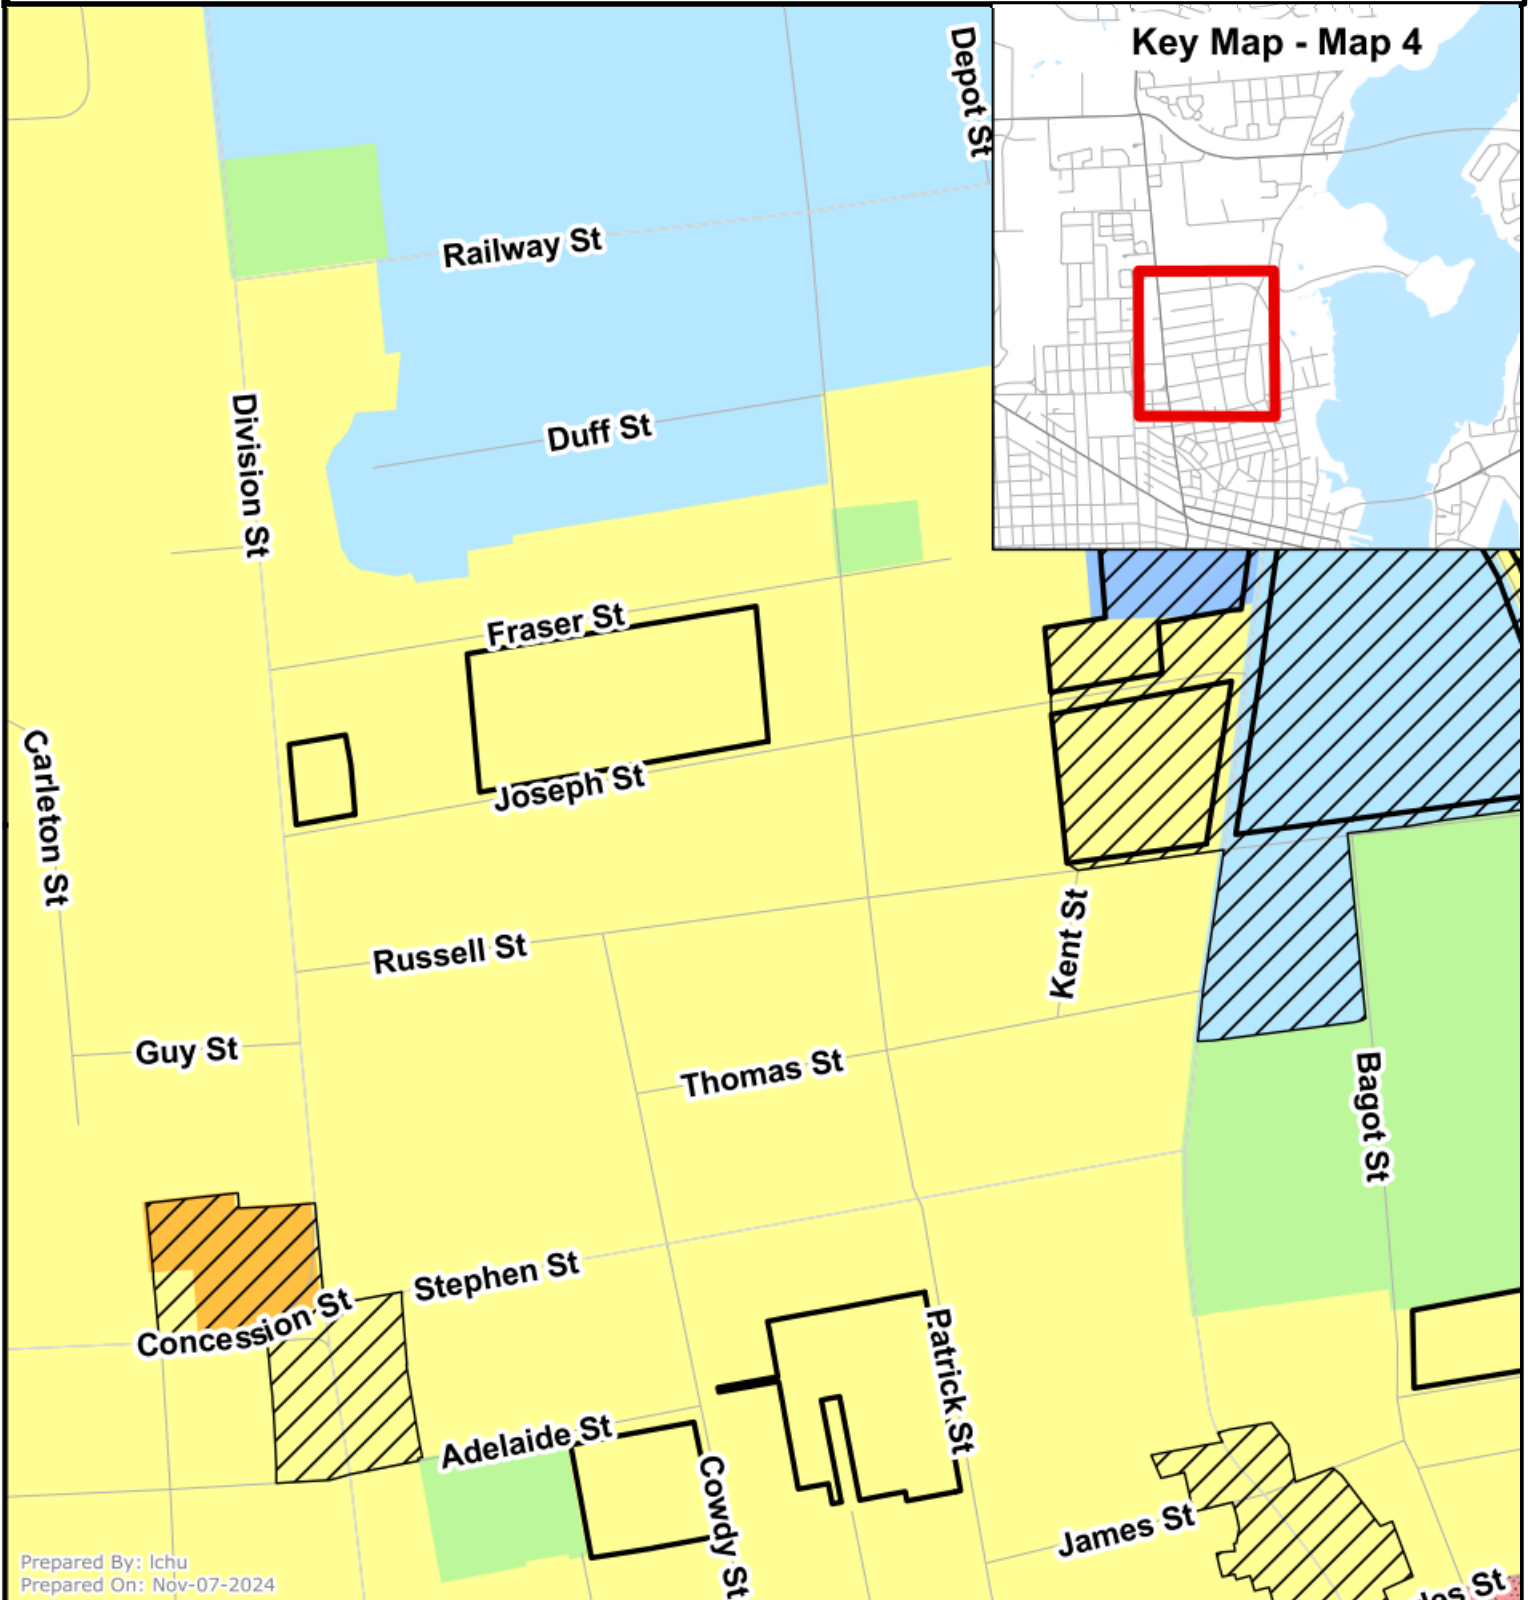 Key Map - Map 4
Depot St
Railway St
Division St
Duff St
Fraser St
Joseph St
Carleton St
Russell St
Kent St
Guy St
Thomas St
Bagot St
Stephen St
Concession St
Patrick St
Adelaide St
Cowdy St
James St
Prepared By: lchu
Prepared On: Nov-07-2024
St